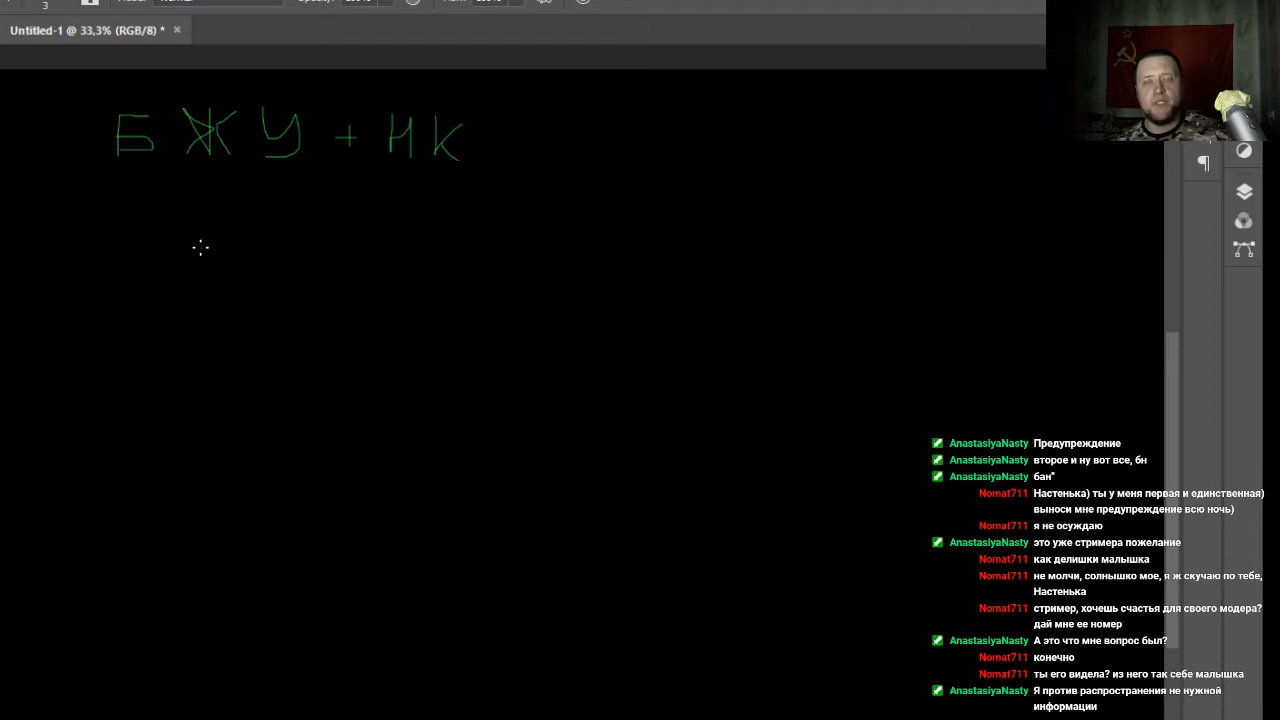 3
Untitled-1 @ 33,3% (RGB/8) * ×
Б Ж У + Н К
AnastasiyaNasty Предупреждение
AnastasiyaNasty второе и ну вот все, бн
AnastasiyaNasty бан"
Nomat711 Настенька) ты у меня первая и единственная)
выноси мне предупреждение всю ночь)
Nomat711 я не осуждаю
AnastasiyaNasty это уже стримера пожелание
Nomat711 как делишки малышка
Nomat711 не молчи, солнышко мое, я ж скучаю по тебе,
Настенька
Nomat711 стример, хочешь счастья для своего модера?
дай мне ее номер
AnastasiyaNasty А это что мне вопрос был?
Nomat711 конечно
Nomat711 ты его видела? из него так себе малышка
AnastasiyaNasty Я против распространения не нужной
информации